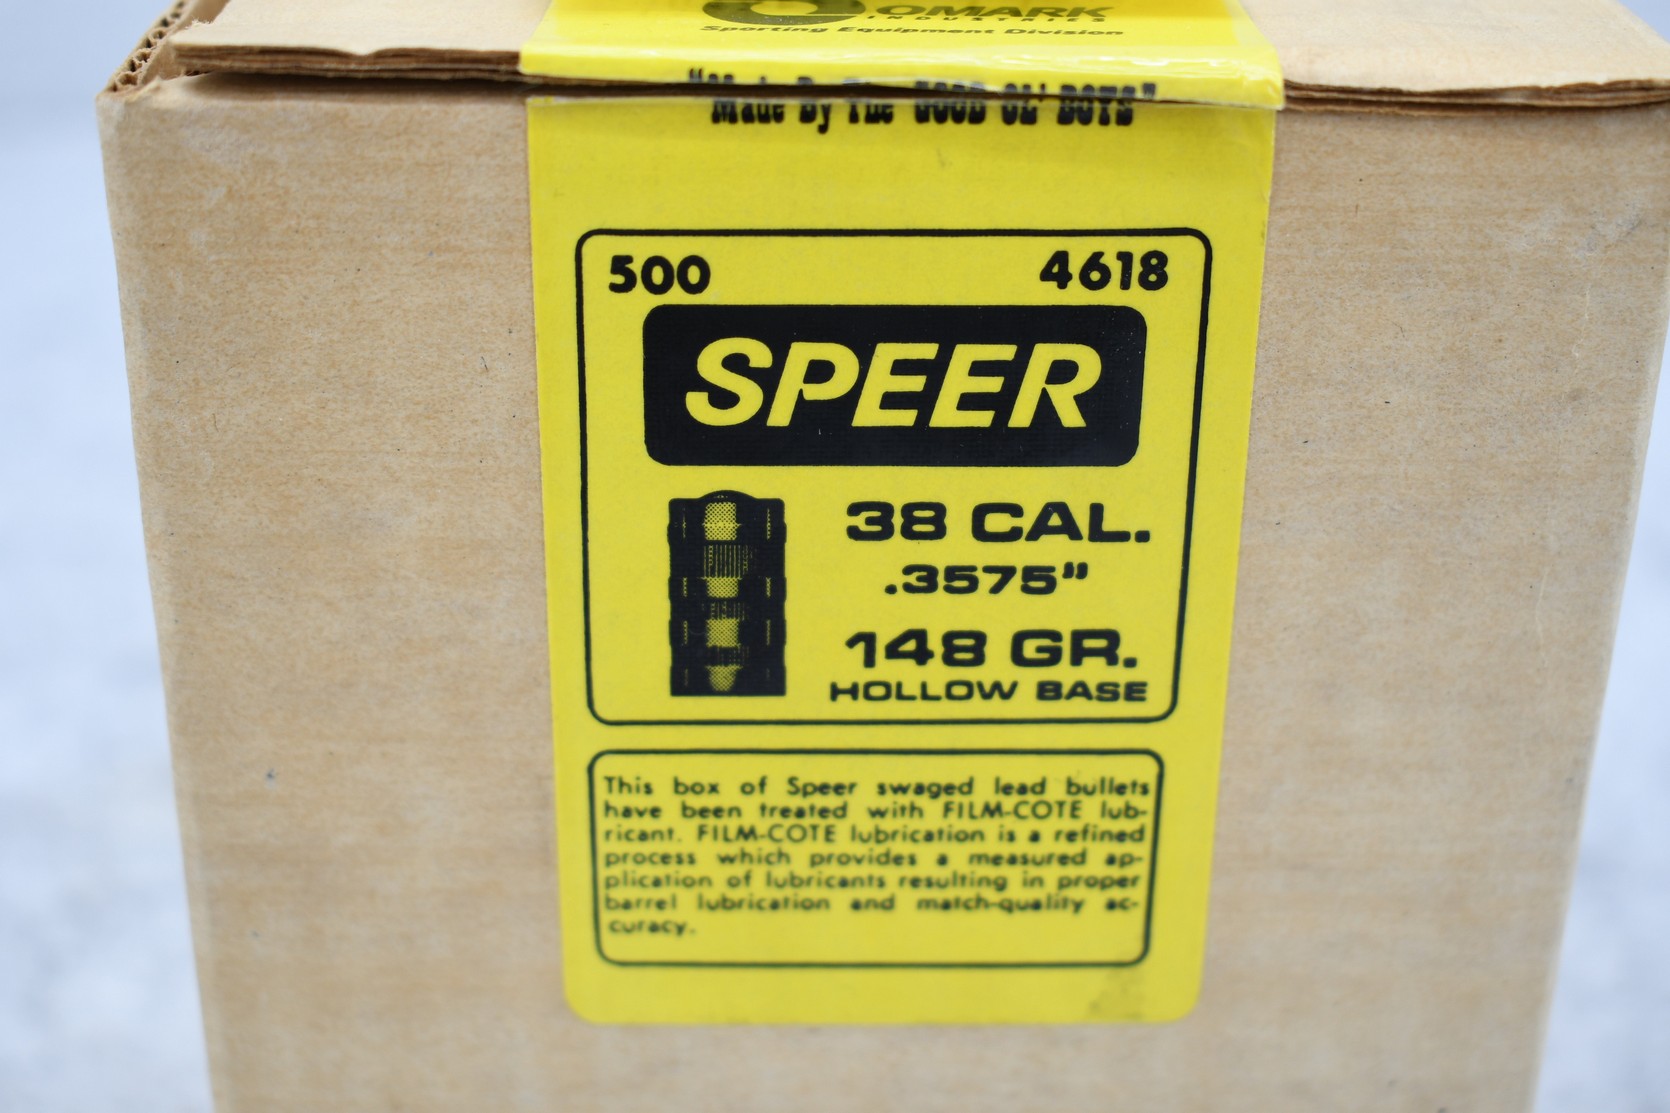 OMARK
INDUSTRIES
Sporting Equipment Division
"Made By The GOOD OL' BOYS"
500 4618
SPEER
38 CAL.
.3575"
148 GR.
HOLLOW BASE
This box of Speer swaged lead bullets
have been treated with FILM-COTE lub-
ricant. FILM-COTE lubrication is a refined
process which provides a measured ap-
plication of lubricants resulting in proper
barrel lubrication and match-quality ac-
curacy.